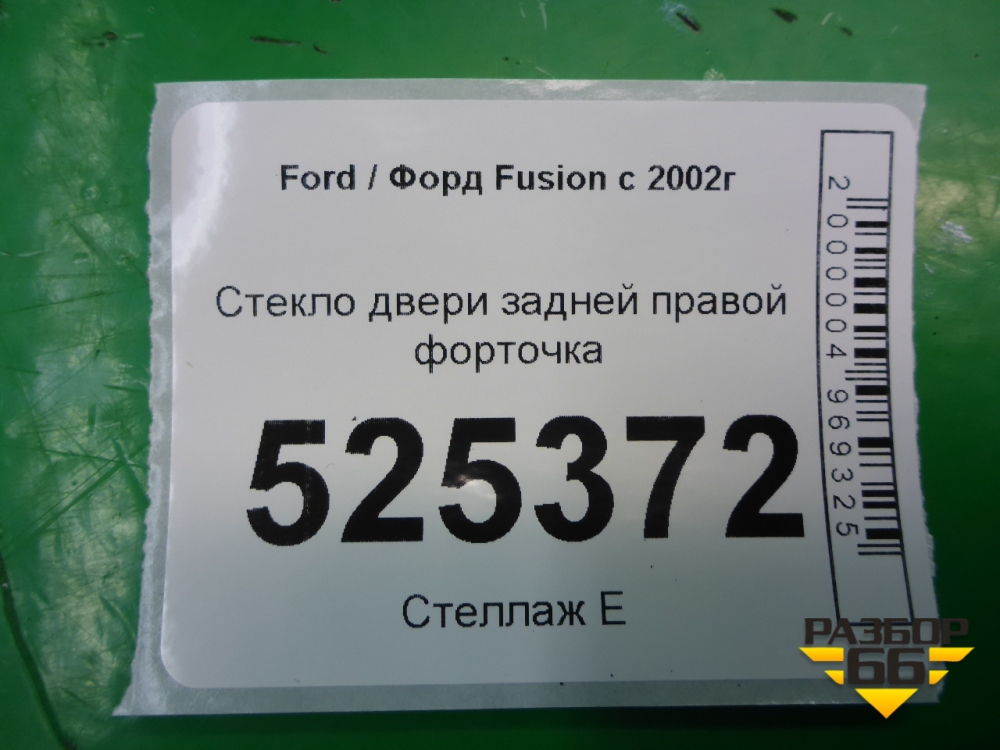 Ford / Форд Fusion с 2002г
Стекло двери задней правой
форточка
525372
Стеллаж Е
2 000004 969325
РАЗБОР
66